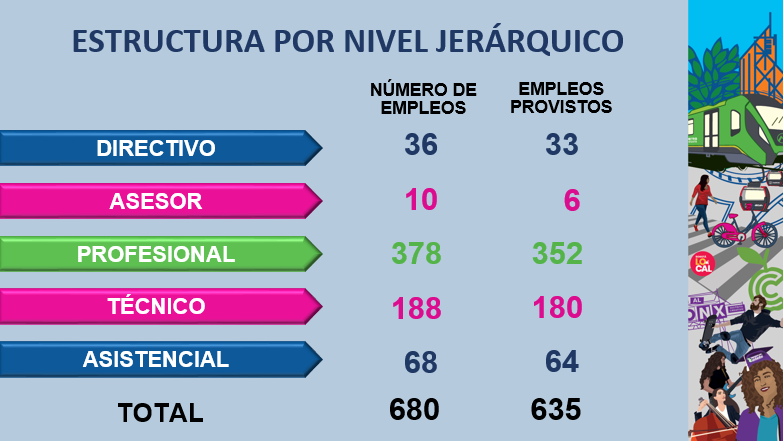 ESTRUCTURA POR NIVEL JERÁRQUICO
NÚMERO DE
EMPLEOS
EMPLEOS
PROVISTOS
DIRECTIVO 36 33
ASESOR 10 6
PROFESIONAL 378 352
TÉCNICO 188 180
ASISTENCIAL 68 64
TOTAL 680 635
LO
CAL